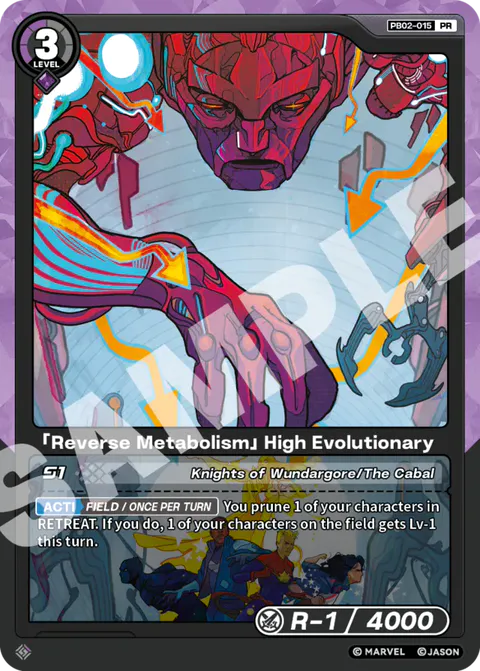 PB02-015 PR
3
LEVEL
SAMPLE
「Reverse Metabolism」 High Evolutionary
S1
Knights of Wundargore/The Cabal
ACT1 FIELD / ONCE PER TURN You prune 1 of your characters in
RETREAT. If you do, 1 of your characters on the field gets Lv-1
this turn.
R-1 / 4000
© MARVEL © JASON